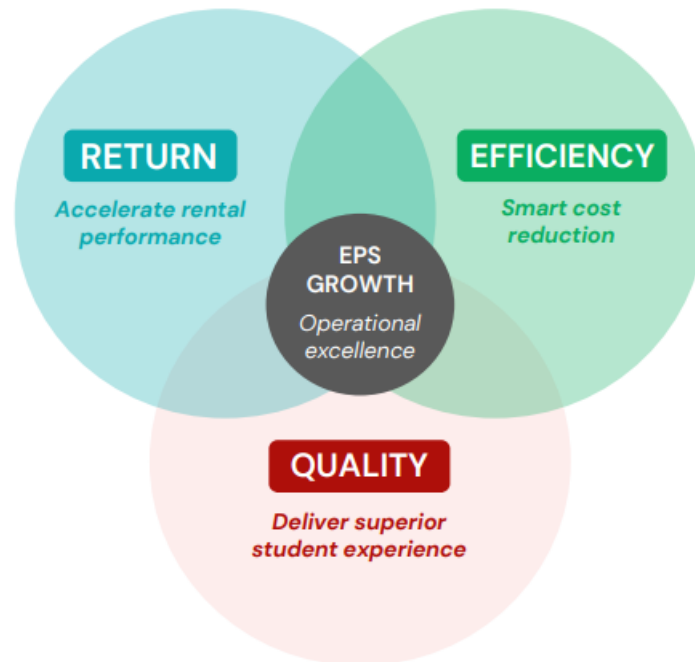 RETURN
Accelerate rental
performance
EFFICIENCY
Smart cost
reduction
EPS
GROWTH
Operational
excellence
QUALITY
Deliver superior
student experience